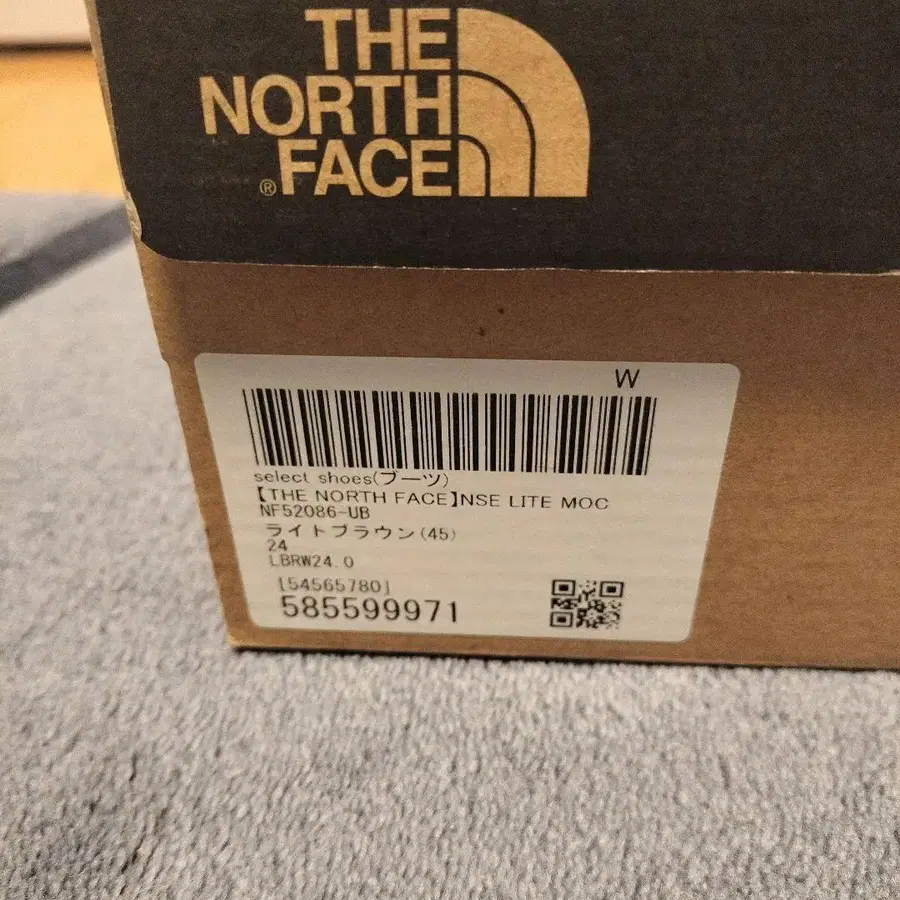 THE
NORTH
FACE
®
W
select shoes(ブーツ)
【THE NORTH FACE】NSE LITE MOC
NF52086-UB
ライトブラウン(45)
24
LBRW24.0
[54565780]
585599971